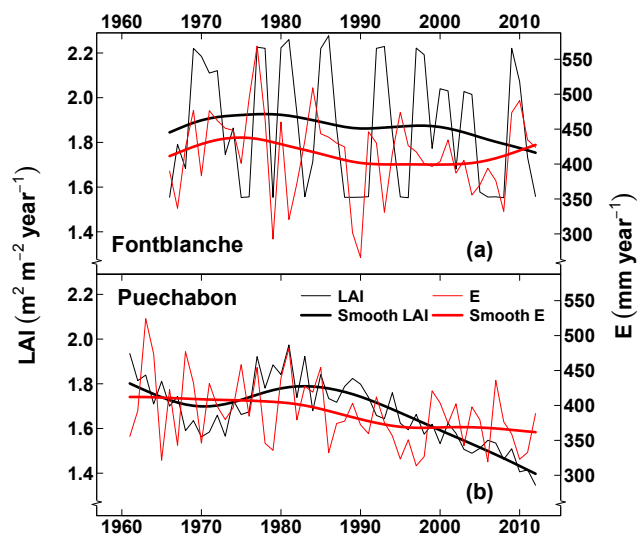 1960 1970 1980 1990 2000 2010
2.2
2.0
1.8
1.6
1.4
550
500
450
400
350
300
Fontblanche (a)
LAI (m² m⁻² year⁻¹)
E (mm year⁻¹)
Puechabon
LAI E
Smooth LAI Smooth E
2.2
2.0
1.8
1.6
1.4
550
500
450
400
350
300
(b)
1960 1970 1980 1990 2000 2010